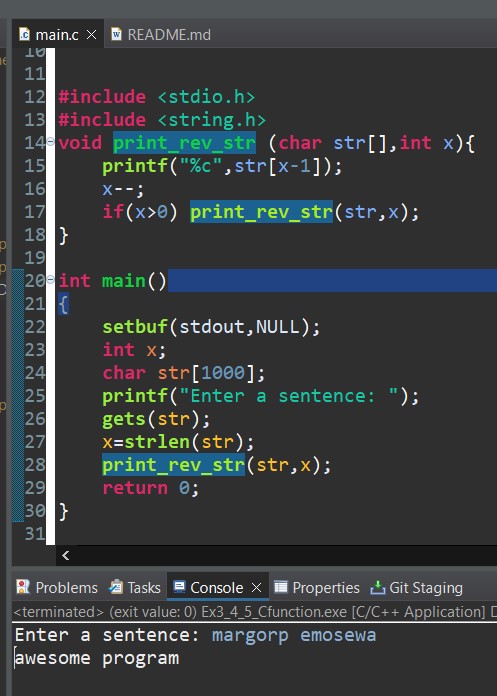 main.c
README.md
10
11
12 #include <stdio.h>
13 #include <string.h>
14 void print_rev_str (char str[],int x){
15 printf("%c",str[x-1]);
16 x--;
17 if(x>0) print_rev_str(str,x);
18 }
19
20 int main()
21 {
22 setbuf(stdout,NULL);
23 int x;
24 char str[1000];
25 printf("Enter a sentence: ");
26 gets(str);
27 x=strlen(str);
28 print_rev_str(str,x);
29 return 0;
30 }
31
Problems Tasks Console Properties Git Staging
<terminated> (exit value: 0) Ex3_4_5_Cfunction.exe [C/C++ Application] D
Enter a sentence: margorp emosewa
awesome program